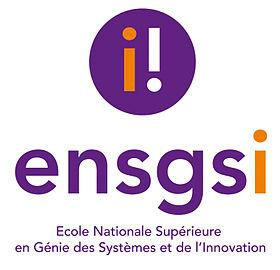 i!
ensgsi
Ecole Nationale Supérieure
en Génie des Systèmes et de l'Innovation